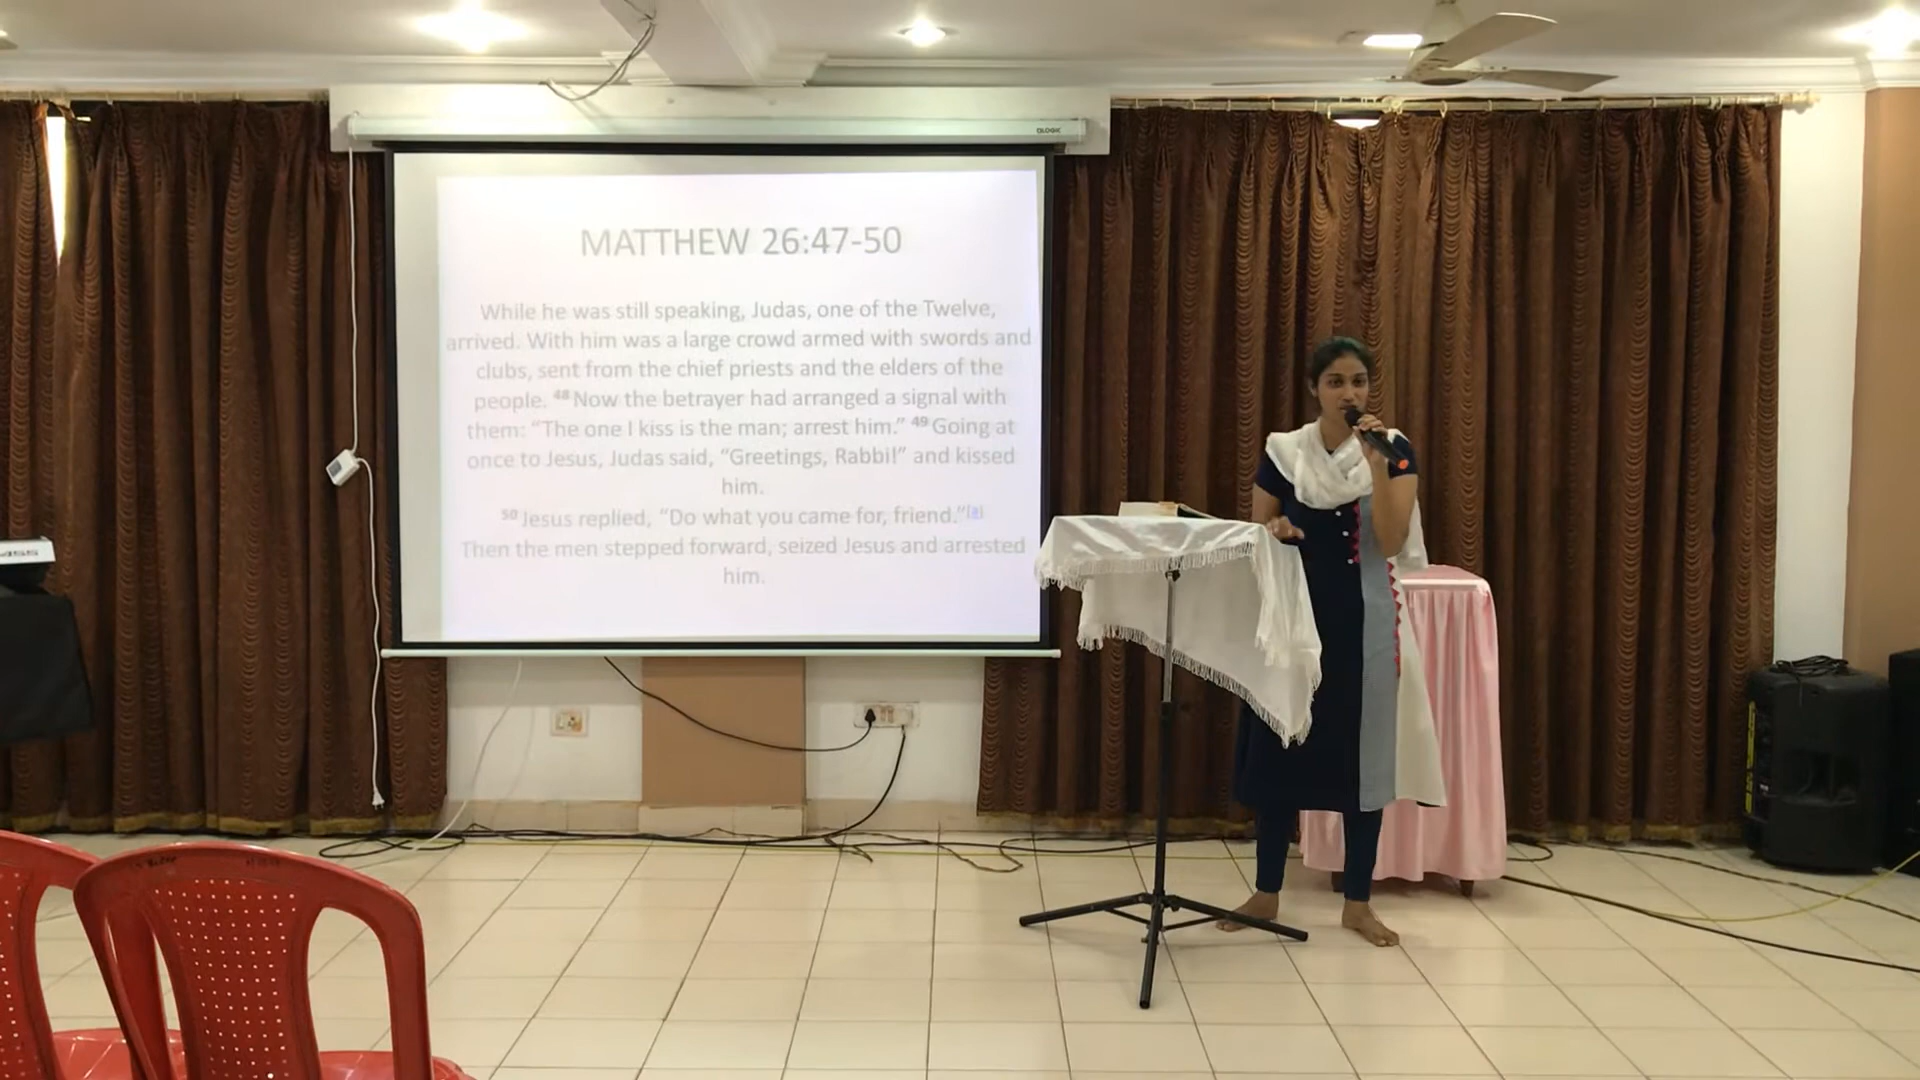 QLOGIC
MATTHEW 26:47-50
While he was still speaking, Judas, one of the Twelve,
arrived. With him was a large crowd armed with swords and
clubs, sent from the chief priests and the elders of the
people. 48 Now the betrayer had arranged a signal with
them: “The one I kiss is the man; arrest him.” 49 Going at
once to Jesus, Judas said, “Greetings, Rabbi!” and kissed
him.
50 Jesus replied, “Do what you came for, friend.”[a]
Then the men stepped forward, seized Jesus and arrested
him.